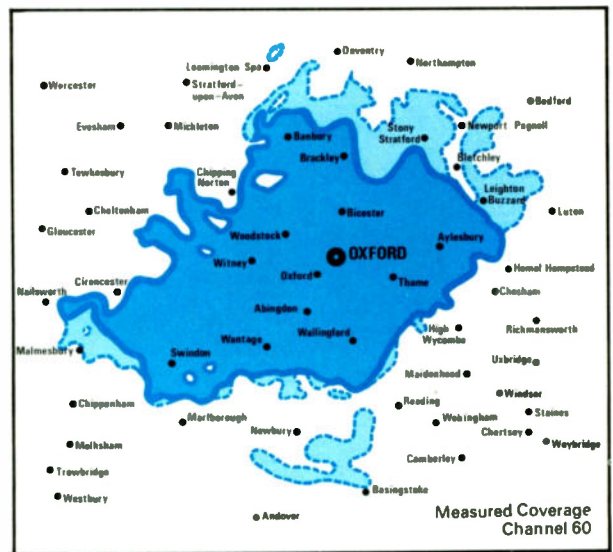 Daventry
Leamington Spa
Northampton
Worcester
Stratford-
upon-Avon
Bedford
Evesham
Mickleton
Banbury
Stony
Stratford
Newport Pagnell
Brackley
Bletchley
Tewkesbury
Chipping
Norton
Leighton
Buzzard
Cheltenham
Bicester
Luton
Gloucester
Woodstock
Aylesbury
OXFORD
Witney
Oxford
Thame
Hemel Hempstead
Cirencester
Chesham
Nailsworth
Abingdon
High
Wycombe
Rickmansworth
Malmesbury
Wantage
Wallingford
Swindon
Uxbridge
Maidenhead
Windsor
Chippenham
Reading
Staines
Marlborough
Newbury
Wokingham
Chertsey
Weybridge
Melksham
Camberley
Trowbridge
Westbury
Basingstoke
Andover
Measured Coverage
Channel 60